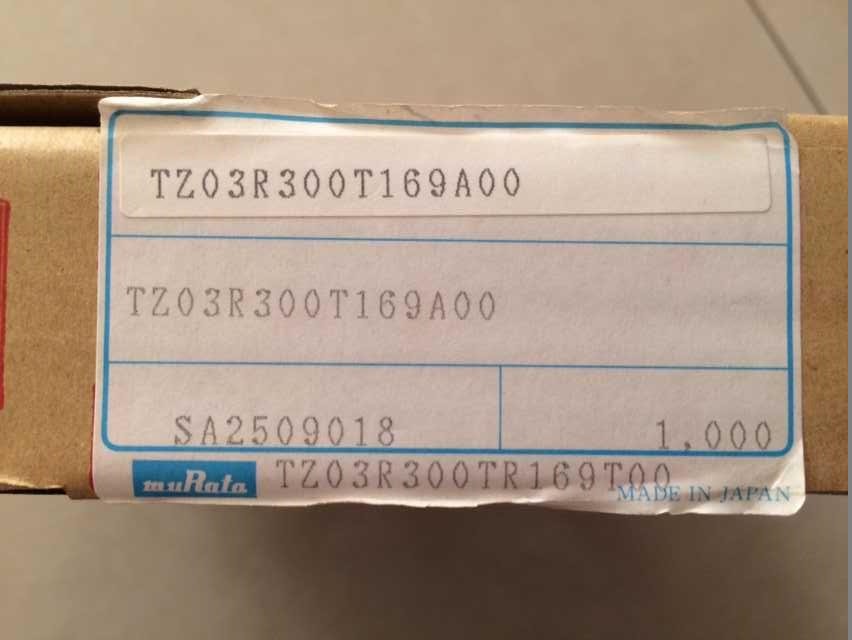 TZ03R300T169A00
TZ03R300T169A00
SA2509018
1,000
muRata
TZ03R300TR169T00
MADE IN JAPAN